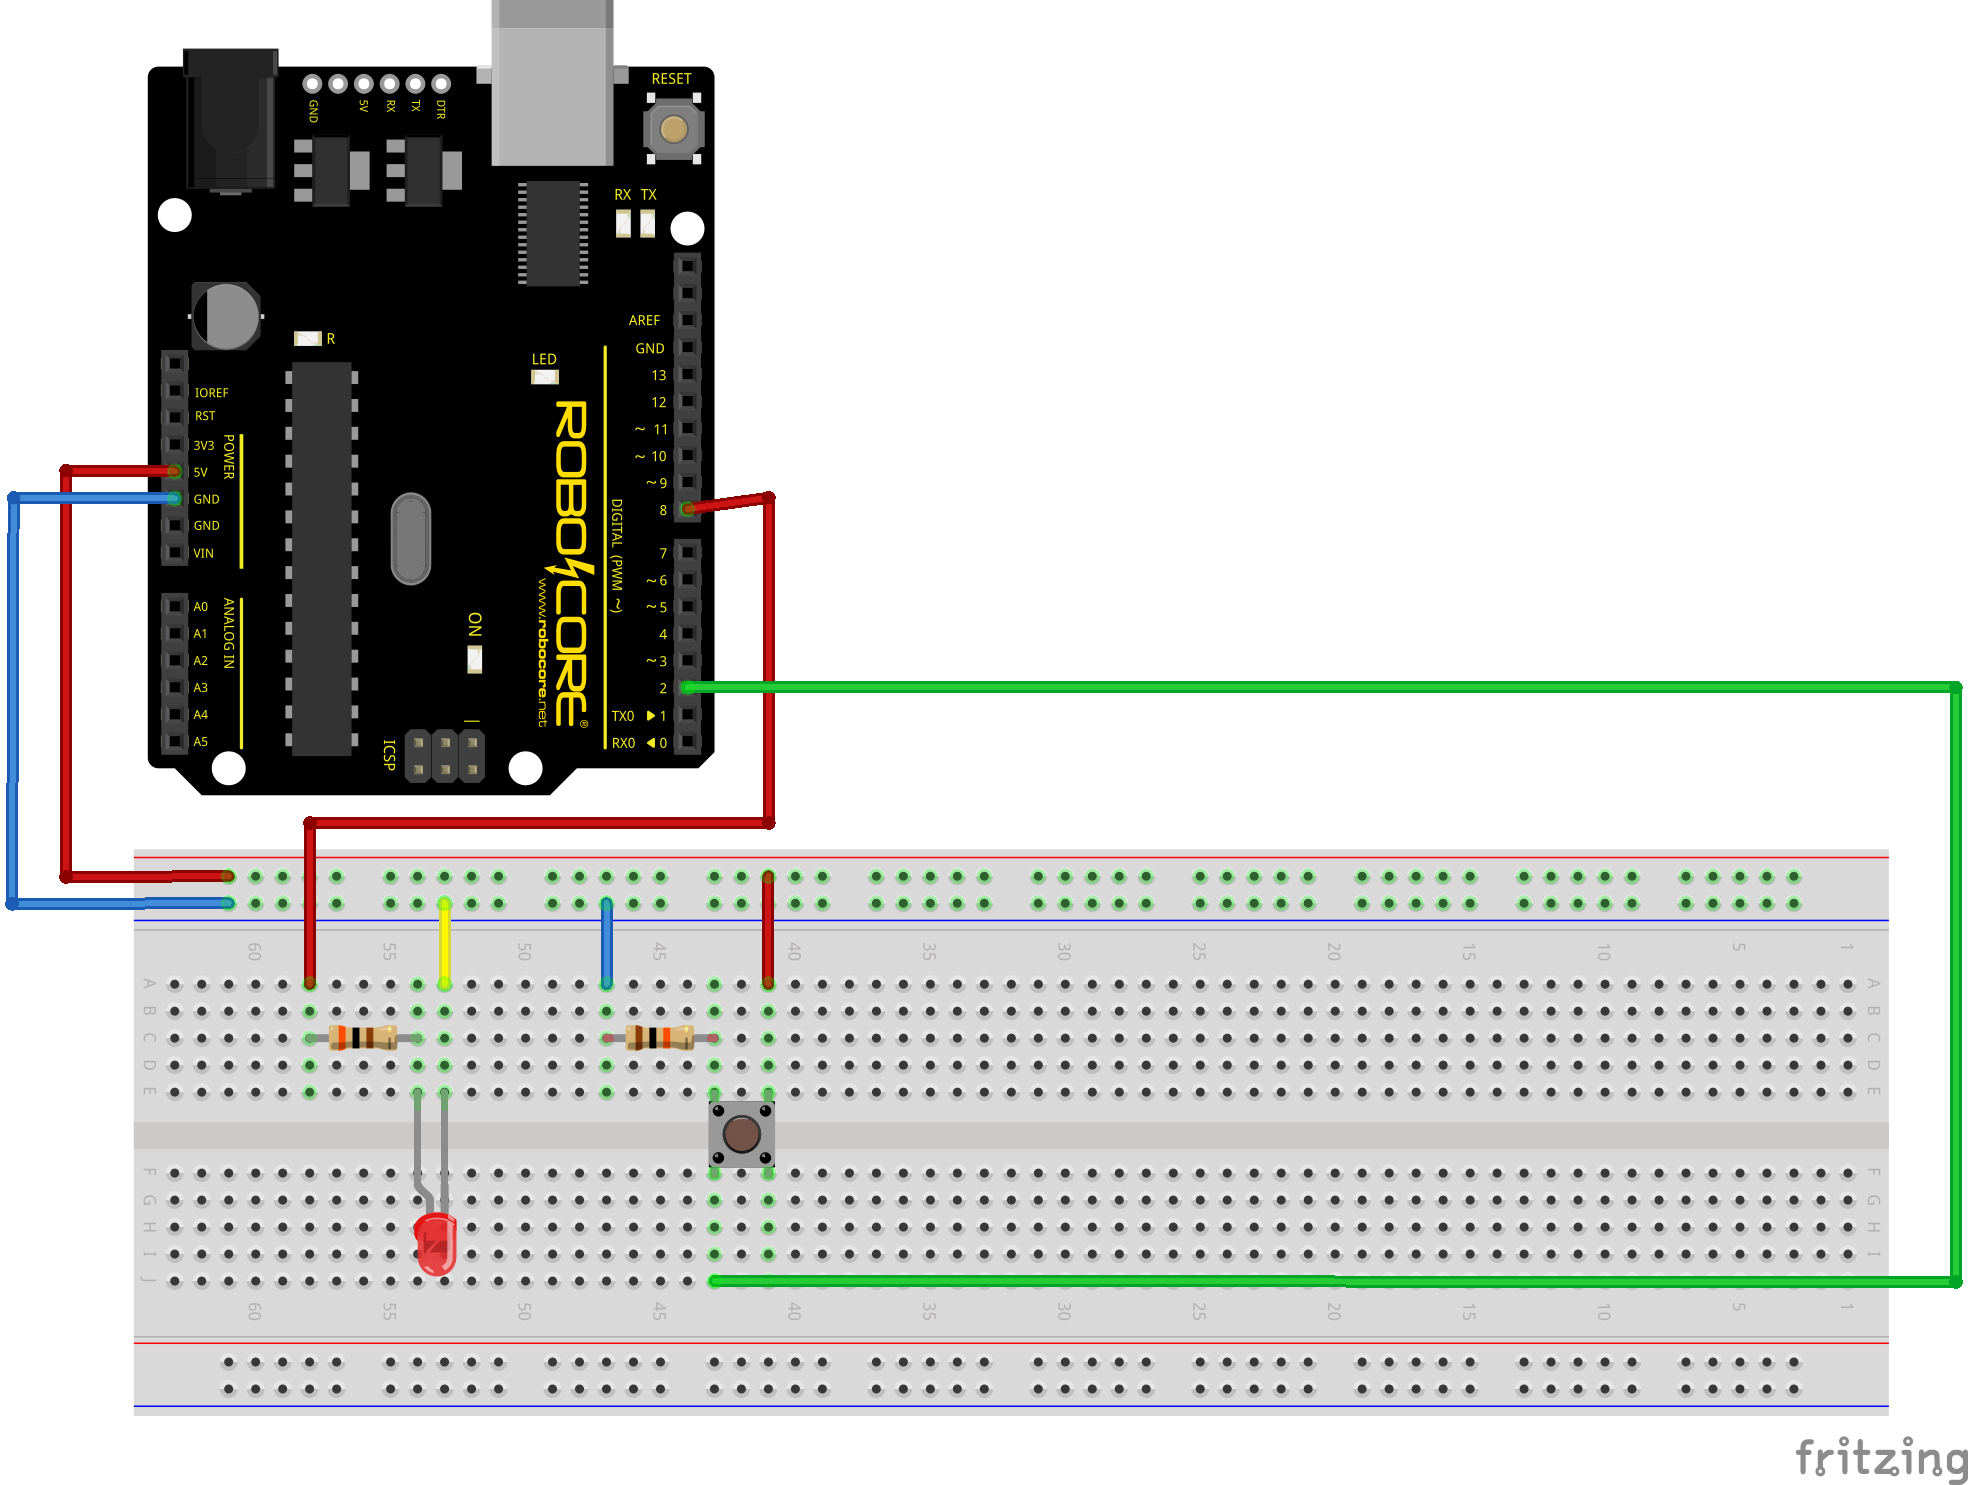 RESET
GND
5V
RX
TX
DTR
RX TX
R
AREF
GND
LED
13
12
~ 11
~ 10
~ 9
8
7
~ 6
~ 5
4
~ 3
2
TX0 ▶ 1
RX0 ◀ 0
DIGITAL (PWM ~)
ROBOCORE®
www.robocore.net
IOREF
RST
3V3
5V
GND
GND
VIN
POWER
A0
A1
A2
A3
A4
A5
ANALOG IN
ON
ICSP
60 55 50 45 40 35 30 25 20 15 10 5 1
A A
B B
C C
D D
E E
F F
G G
H H
I I
J
60 55 50 45 40 35 30 25 20 15 10 5 1
fritzing